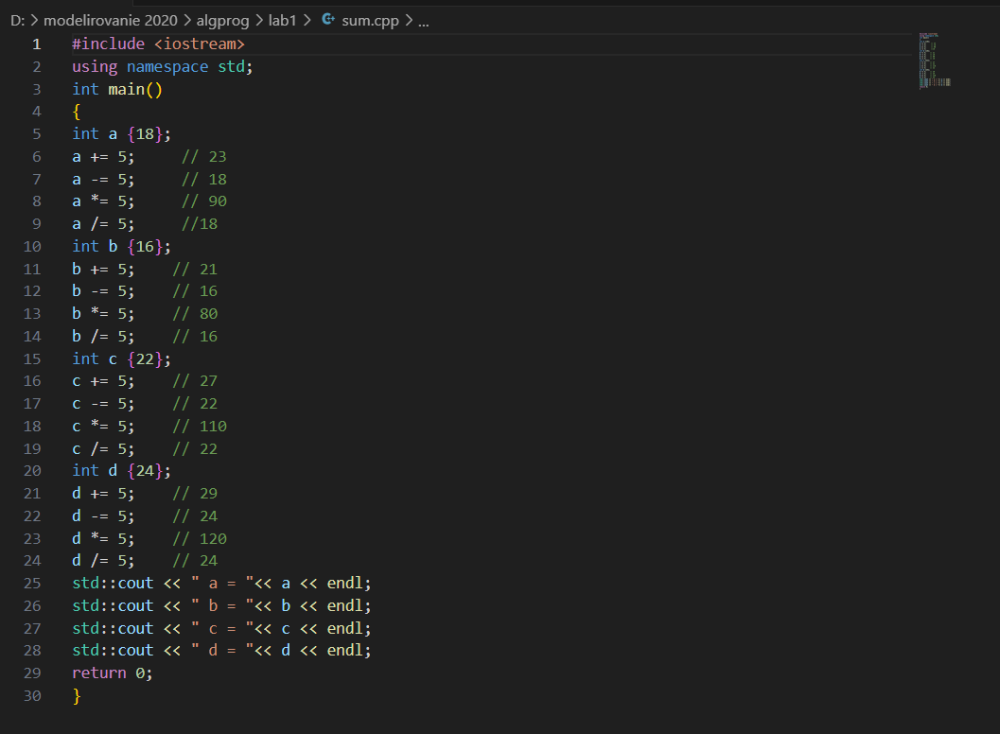 D: > modelirovanie 2020 > algprog > lab1 > sum.cpp > ...
1 #include <iostream>
2 using namespace std;
3 int main()
4 {
5 int a {18};
6 a += 5;     // 23
7 a -= 5;     // 18
8 a *= 5;     // 90
9 a /= 5;     //18
10 int b {16};
11 b += 5;    // 21
12 b -= 5;    // 16
13 b *= 5;    // 80
14 b /= 5;    // 16
15 int c {22};
16 c += 5;    // 27
17 c -= 5;    // 22
18 c *= 5;    // 110
19 c /= 5;    // 22
20 int d {24};
21 d += 5;    // 29
22 d -= 5;    // 24
23 d *= 5;    // 120
24 d /= 5;    // 24
25 std::cout << " a = "<< a << endl;
26 std::cout << " b = "<< b << endl;
27 std::cout << " c = "<< c << endl;
28 std::cout << " d = "<< d << endl;
29 return 0;
30 }